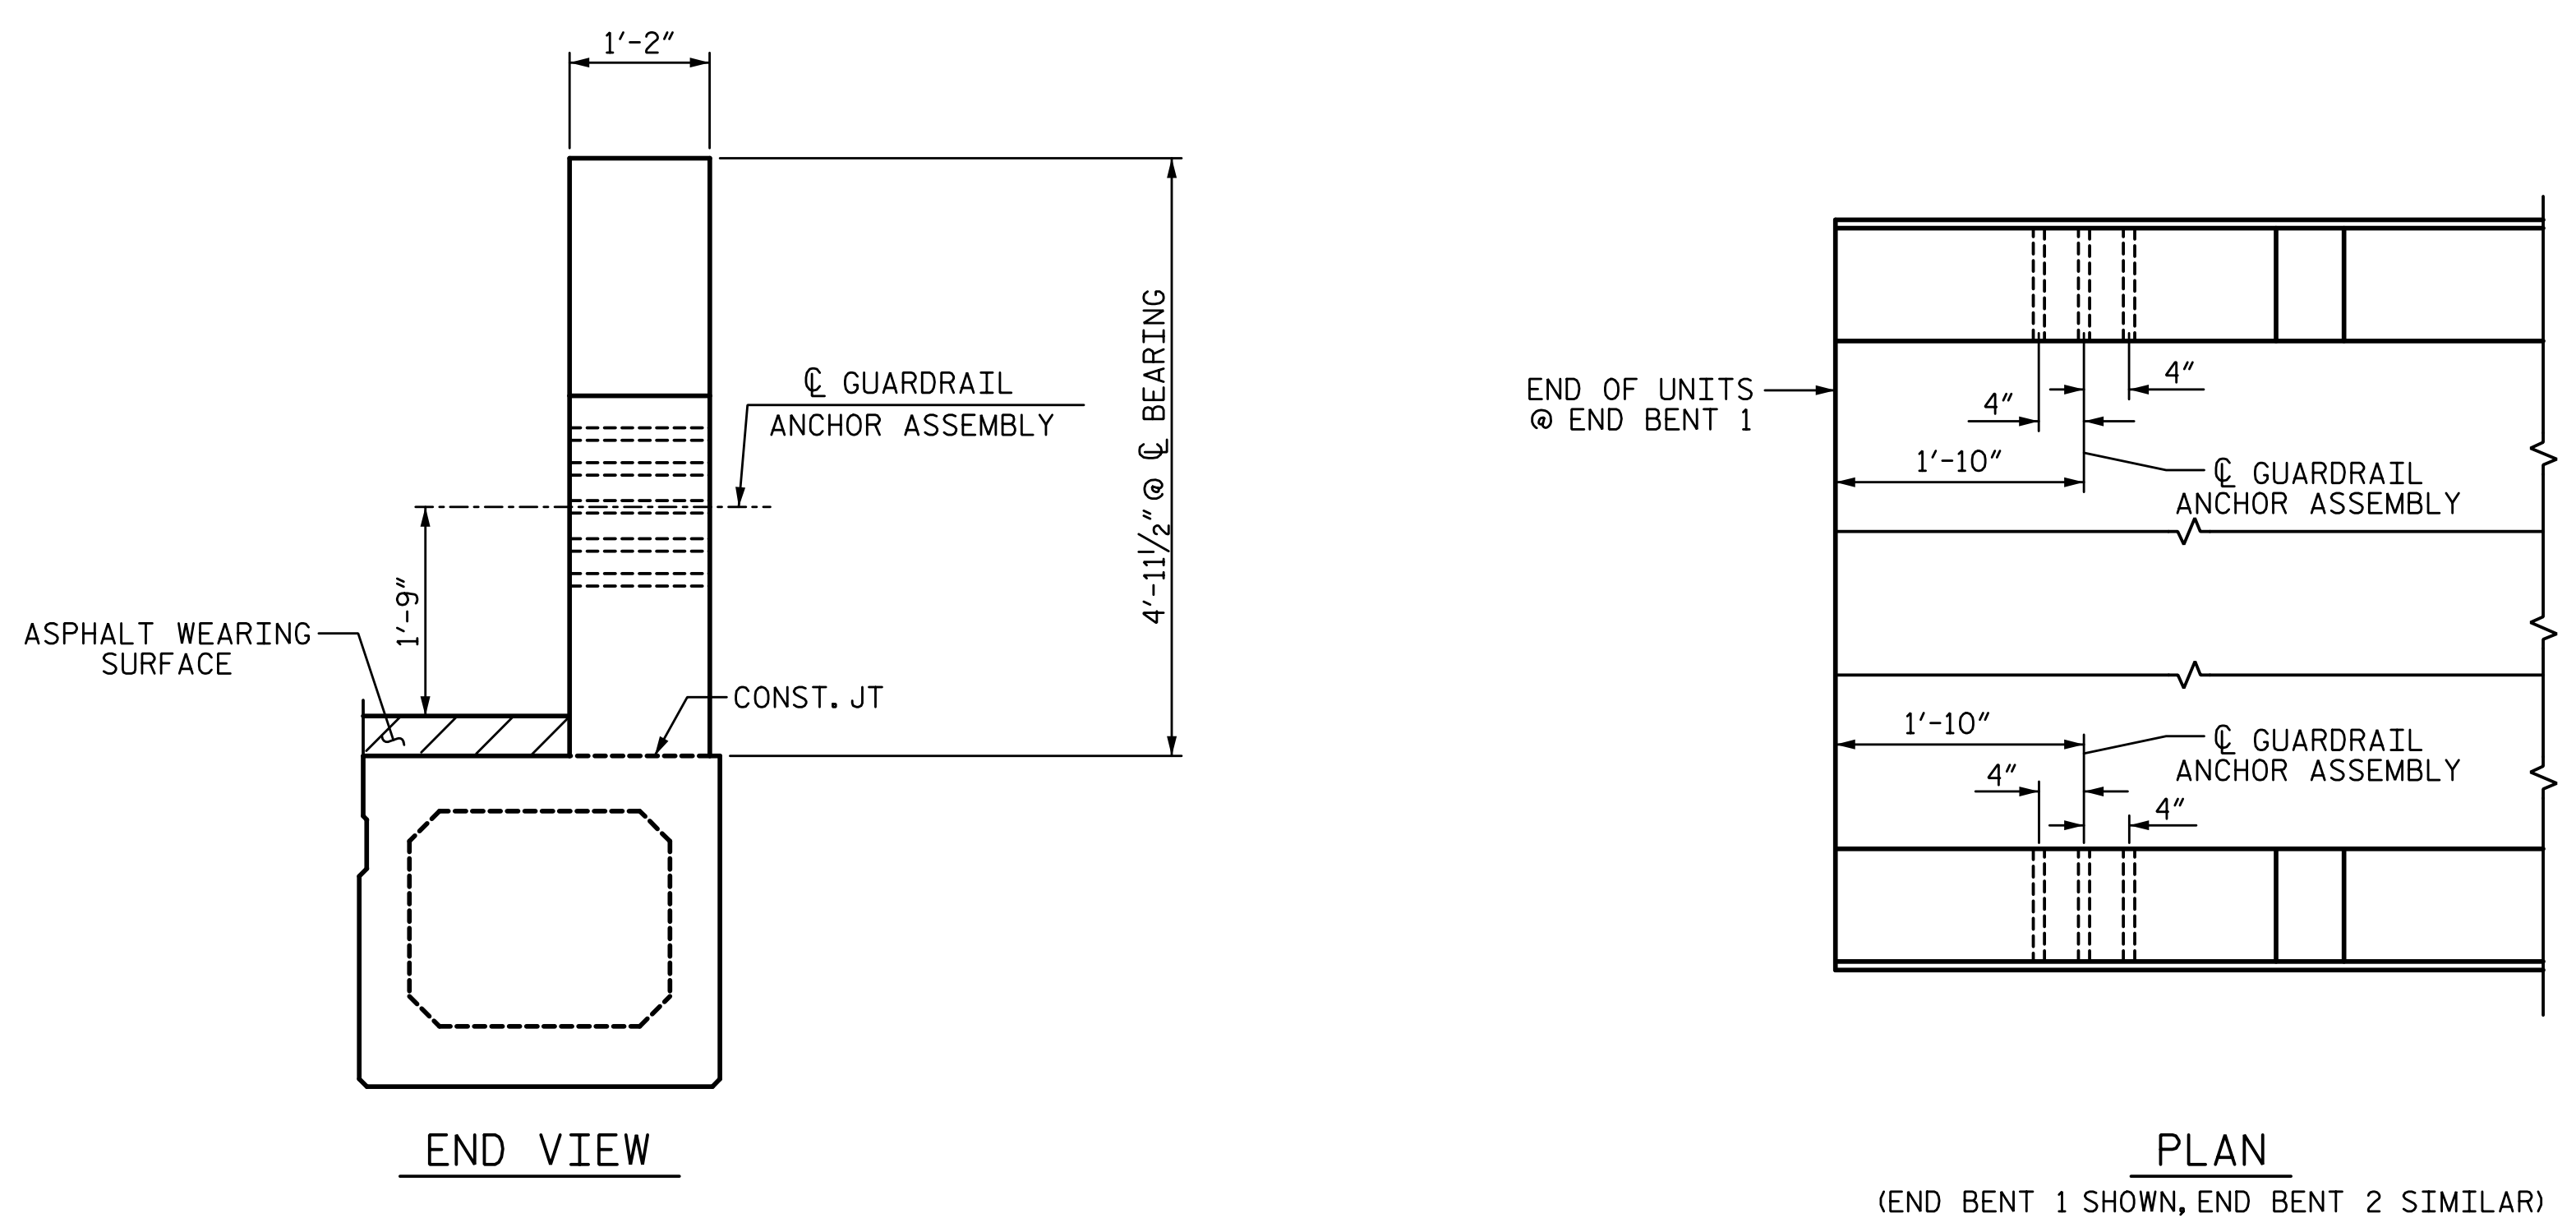 1'-2"
℄ GUARDRAIL
ANCHOR ASSEMBLY
4'-11½" @ ℄ BEARING
1'-9"
ASPHALT WEARING
SURFACE
CONST. JT
END VIEW
END OF UNITS
@ END BENT 1
4"
4"
1'-10"
℄ GUARDRAIL
ANCHOR ASSEMBLY
1'-10"
℄ GUARDRAIL
ANCHOR ASSEMBLY
4"
4"
PLAN
(END BENT 1 SHOWN, END BENT 2 SIMILAR)